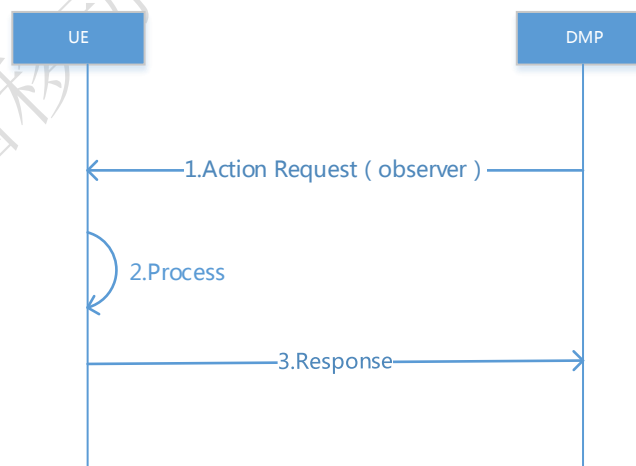 UE
DMP
1.Action Request ( observer )
2.Process
3.Response